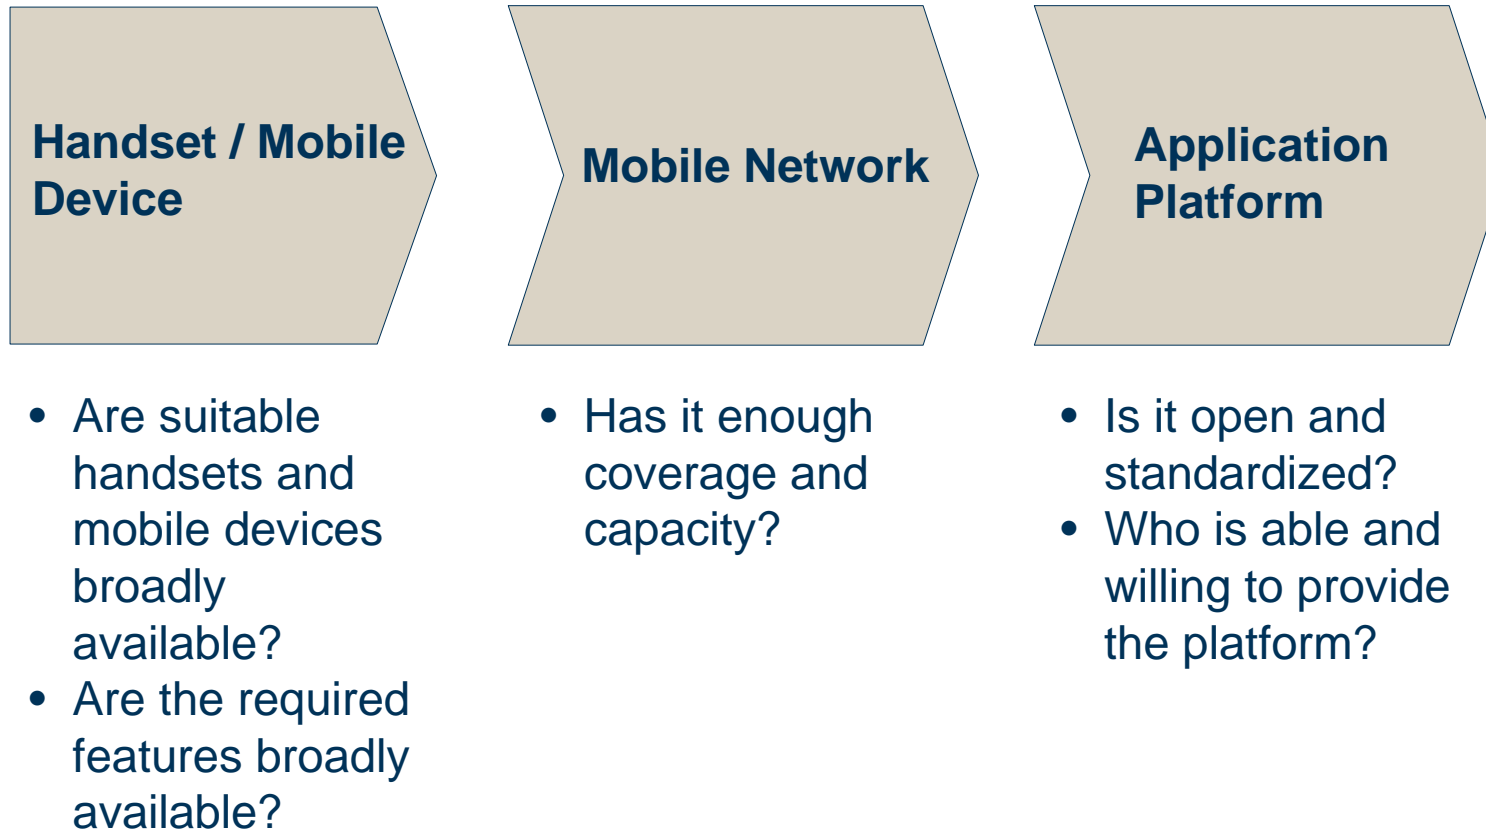 Handset / Mobile
Device
Mobile Network
Application
Platform
• Are suitable
handsets and
mobile devices
broadly
available?
• Are the required
features broadly
available?
• Has it enough
coverage and
capacity?
• Is it open and
standardized?
• Who is able and
willing to provide
the platform?